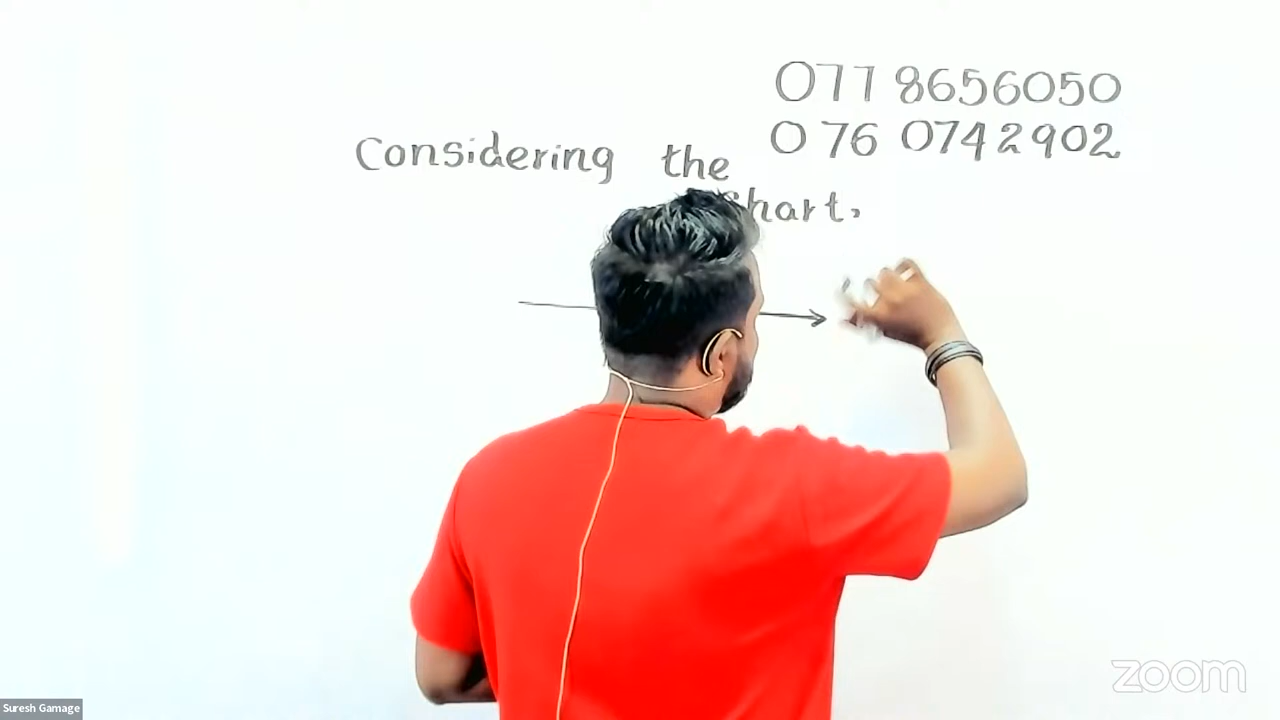 077 8656050
076 0742902
Considering the
zoom
Suresh Gamage